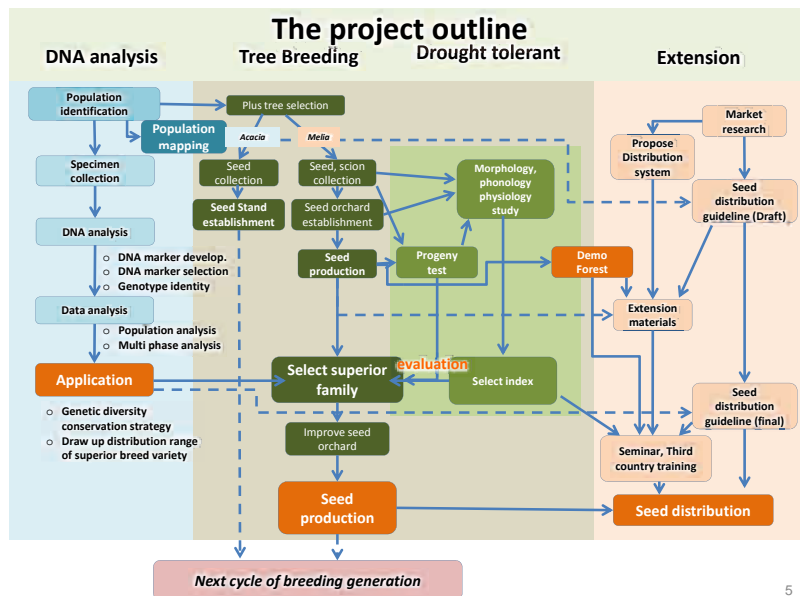 The project outline
DNA analysis
Tree Breeding
Drought tolerant
Extension
Population
identification
Population
mapping
Specimen
collection
DNA analysis
o DNA marker develop.
o DNA marker selection
o Genotype identity
Data analysis
o Population analysis
o Multi phase analysis
Application
o Genetic diversity
conservation strategy
o Draw up distribution range
of superior breed variety
Plus tree selection
Acacia
Melia
Seed
collection
Seed, scion
collection
Seed Stand
establishment
Seed orchard
establishment
Seed
production
Select superior
family
Improve seed
orchard
Seed
production
Morphology,
phonology
physiology
study
Progeny
test
evaluation
Select index
Demo
Forest
Market
research
Propose
Distribution
system
Seed
distribution
guideline (Draft)
Extension
materials
Seed
distribution
guideline (final)
Seminar, Third
country training
Seed distribution
Next cycle of breeding generation
5